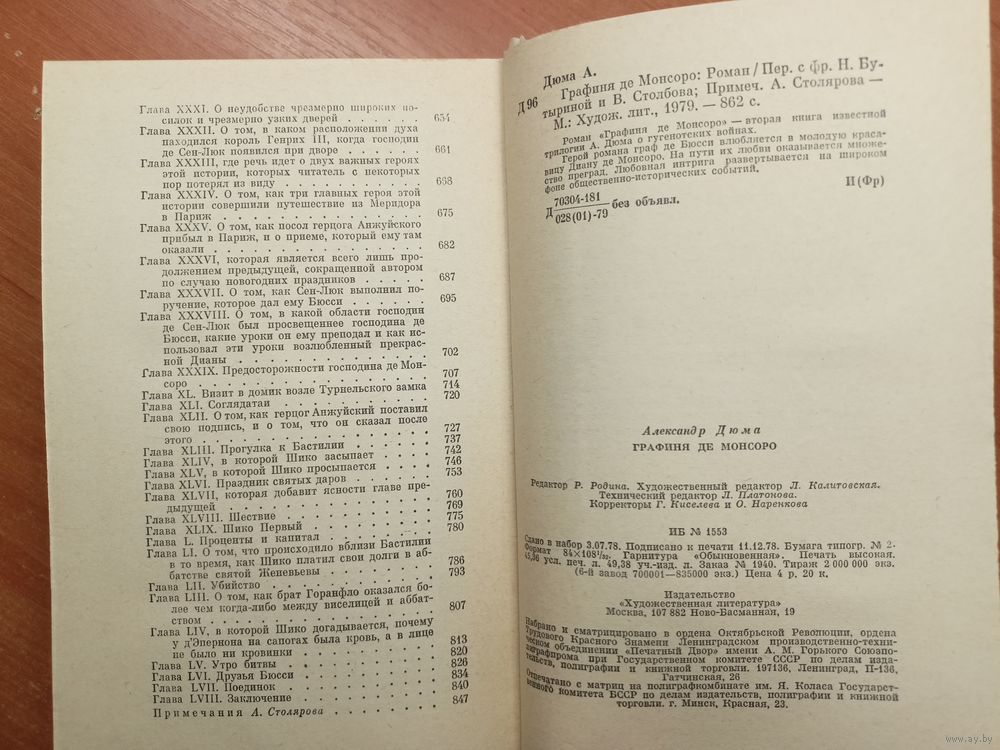 Глава XXXI. О неудобстве чрезмерно широких но-
силок и чрезмерно узких дверей . . . . . . 654
Глава XXXII. О том, в каком расположении духа
находился король Генрих III, когда господин
де Сен-Люк появился при дворе . . . . . . 661
Глава XXXIII, где речь идет о двух важных героях
этой истории, которых читатель с некоторых
пор потерял из виду . . . . . . . . . . 668
Глава XXXIV. О том, как три главных героя этой
истории совершили путешествие из Меридора
в Париж . . . . . . . . . . . . . . 675
Глава XXXV. О том, как посол герцога Анжуйского
прибыл в Париж, и о приеме, который ему там
оказали . . . . . . . . . . . . . . 682
Глава XXXVI, которая является всего лишь про-
должением предыдущей, сокращенной автором
по случаю новогодних праздников . . . . . 687
Глава XXXVII. О том, как Сен-Люк выполнил по-
ручение, которое дал ему Бюсси . . . . . . 695
Глава XXXVIII. О том, в какой области господин
де Сен-Люк был просвещеннее господина де
Бюсси, какие уроки он ему преподал и как ис-
пользовал эти уроки возлюбленный прекрас-
ной Дианы . . . . . . . . . . . . . 702
Глава XXXIX. Предосторожности господина де Мон-
соро . . . . . . . . . . . . . . . 707
Глава XL. Визит в домик возле Турнельского замка 714
Глава XLI. Соглядатаи . . . . . . . . . . 720
Глава XLII. О том, как герцог Анжуйский поставил
свою подпись, и о том, что он сказал после
этого . . . . . . . . . . . . . . . 727
Глава XLIII. Прогулка к Бастилии . . . . . . 737
Глава XLIV, в которой Шико засыпает . . . . . 742
Глава XLV, в которой Шико просыпается . . . . 746
Глава XLVI. Праздник святых даров . . . . . . 753
Глава XLVII, которая добавит ясности главе пре-
дыдущей . . . . . . . . . . . . . . 760
Глава XLVIII. Шествие . . . . . . . . . . 769
Глава XLIX. Шико Первый . . . . . . . . . 775
Глава L. Проценты и капитал . . . . . . . . 780
Глава LI. О том, что происходило вблизи Бастилии
в то время, как Шико платил свои долги в аб-
батстве святой Женевьевы . . . . . . . . 786
Глава LII. Убийство . . . . . . . . . . . 793
Глава LIII. О том, как брат Горанфло оказался бо-
лее чем когда-либо между виселицей и аббат-
ством . . . . . . . . . . . . . . . 807
Глава LIV, в которой Шико догадывается, почему
у д'Эпернона на сапогах была кровь, а в лице
не было ни кровинки . . . . . . . . . . 813
Глава LV. Утро битвы . . . . . . . . . . 820
Глава LVI. Друзья Бюсси . . . . . . . . . 826
Глава LVII. Поединок . . . . . . . . . . 834
Глава LVIII. Заключение . . . . . . . . . 840
Примечания А. Столярова . . . . . . . . 847
Дюма А.
Д 96 Графиня де Монсоро: Роман / Пер. с фр. Н. Бу-
тыриной и В. Столбова; Примеч. А. Столярова —
М.: Худож. лит., 1979. — 862 с.
Роман «Графиня де Монсоро» — вторая книга известной
трилогии А. Дюма о гугенотских войнах.
Герой романа граф де Бюсси влюбляется в молодую краса-
вицу Диану де Монсоро. На пути их любви оказывается множе-
ство преград. Любовная интрига развертывается на широком
фоне общественно-исторических событий.
Д 70304-181
028(01)-79 без объявл.
И(Фр)
Александр Дюма
ГРАФИНЯ ДЕ МОНСОРО
Редактор Р. Родина. Художественный редактор Л. Калитовская.
Технический редактор Л. Платонова.
Корректоры Г. Киселева и О. Наренкова
ИБ № 1553
Сдано в набор 3.07.78. Подписано к печати 11.12.78. Бумага типогр. № 2.
Формат 84×108¹/₃₂. Гарнитура «Обыкновенная». Печать высокая.
45,36 усл. печ. л. 49,38 уч.-изд. л. Заказ № 1940. Тираж 2 000 000 экз.
(6-й завод 700001—835000 экз.) Цена 4 р. 20 к.
Издательство
«Художественная литература»
Москва, 107 882 Ново-Басманная, 19
Набрано и сматрицировано в ордена Октябрьской Революции, ордена
Трудового Красного Знамени Ленинградском производственно-техни-
ческом объединении «Печатный Двор» имени А. М. Горького Союзпо-
лиграфпрома при Государственном комитете СССР по делам изда-
тельств, полиграфии и книжной торговли. 197136, Ленинград, П-136,
Гатчинская, 26
Отпечатано с матриц на полиграфкомбинате им. Я. Коласа Государст-
венного комитета БССР по делам издательств, полиграфии и книжной
торговли. г. Минск, Красная, 23.
www.ay.by